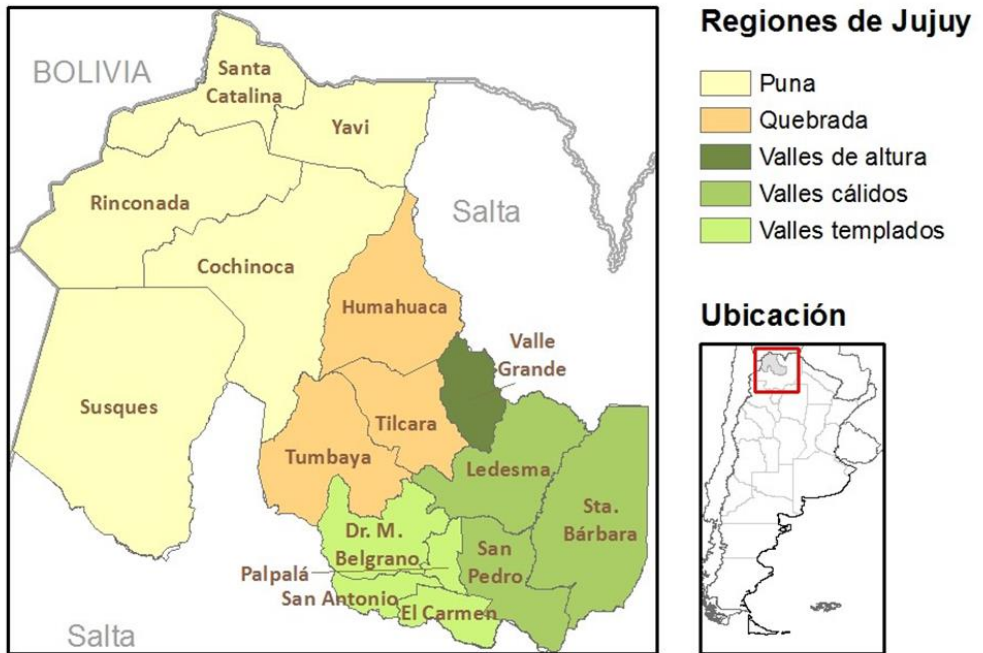 BOLIVIA
Santa
Catalina
Yavi
Rinconada
Salta
Cochinoca
Humahuaca
Valle
Grande
Susques
Tilcara
Tumbaya
Ledesma
Sta.
Bárbara
Dr. M.
Belgrano
San
Pedro
Palpalá
San Antonio
El Carmen
Salta
Regiones de Jujuy
Puna
Quebrada
Valles de altura
Valles cálidos
Valles templados
Ubicación